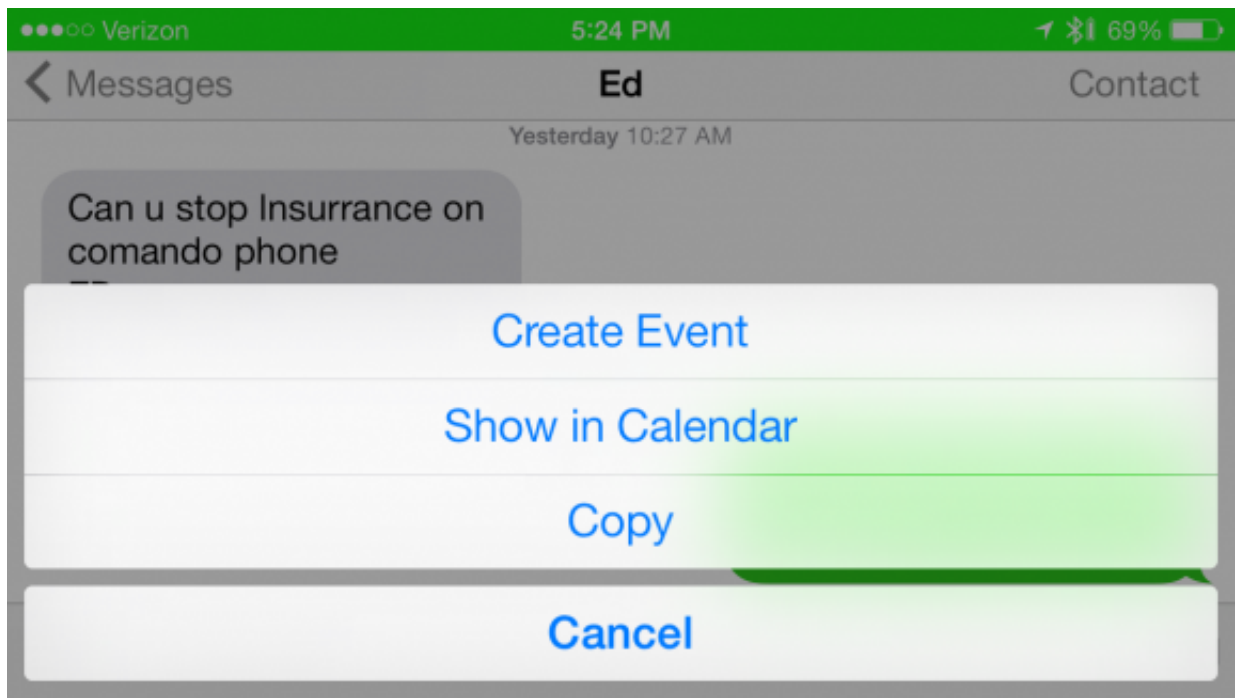 Verizon 5:24 PM 69%
Messages Ed Contact
Yesterday 10:27 AM
Can u stop Insurrance on
comando phone
Create Event
Show in Calendar
Copy
Cancel